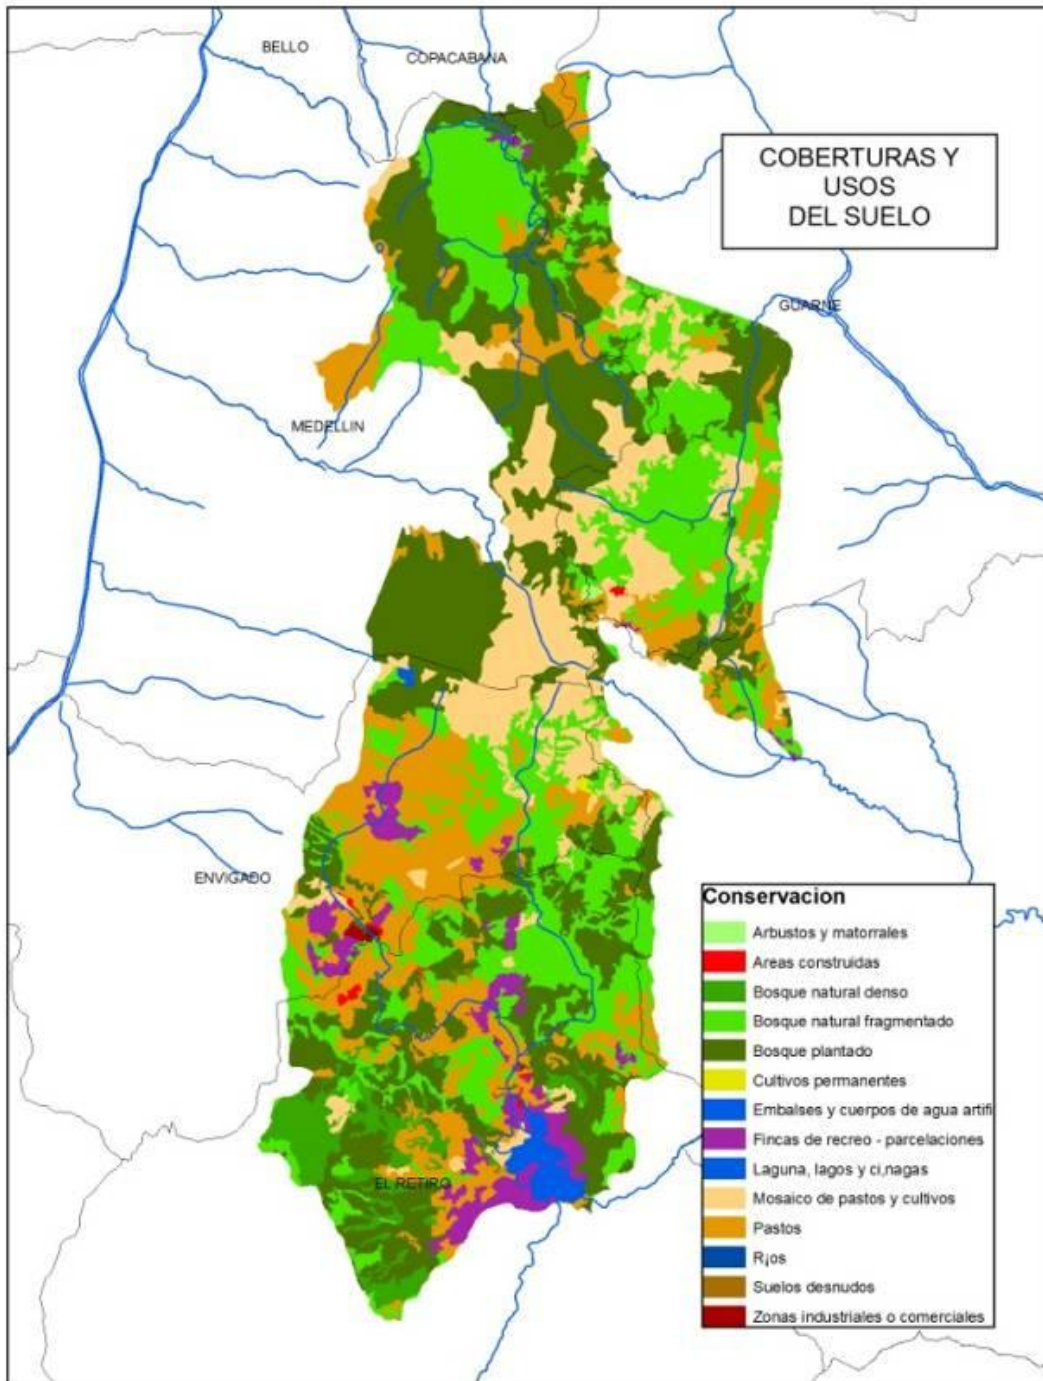 BELLO
COPACABANA
COBERTURAS Y
USOS
DEL SUELO
GUARNE
MEDELLIN
ENVIGADO
EL RETIRO
Conservacion
Arbustos y matorrales
Areas construidas
Bosque natural denso
Bosque natural fragmentado
Bosque plantado
Cultivos permanentes
Embalses y cuerpos de agua artifi
Fincas de recreo - parcelaciones
Laguna, lagos y ci,nagas
Mosaico de pastos y cultivos
Pastos
R¡os
Suelos desnudos
Zonas industriales o comerciales